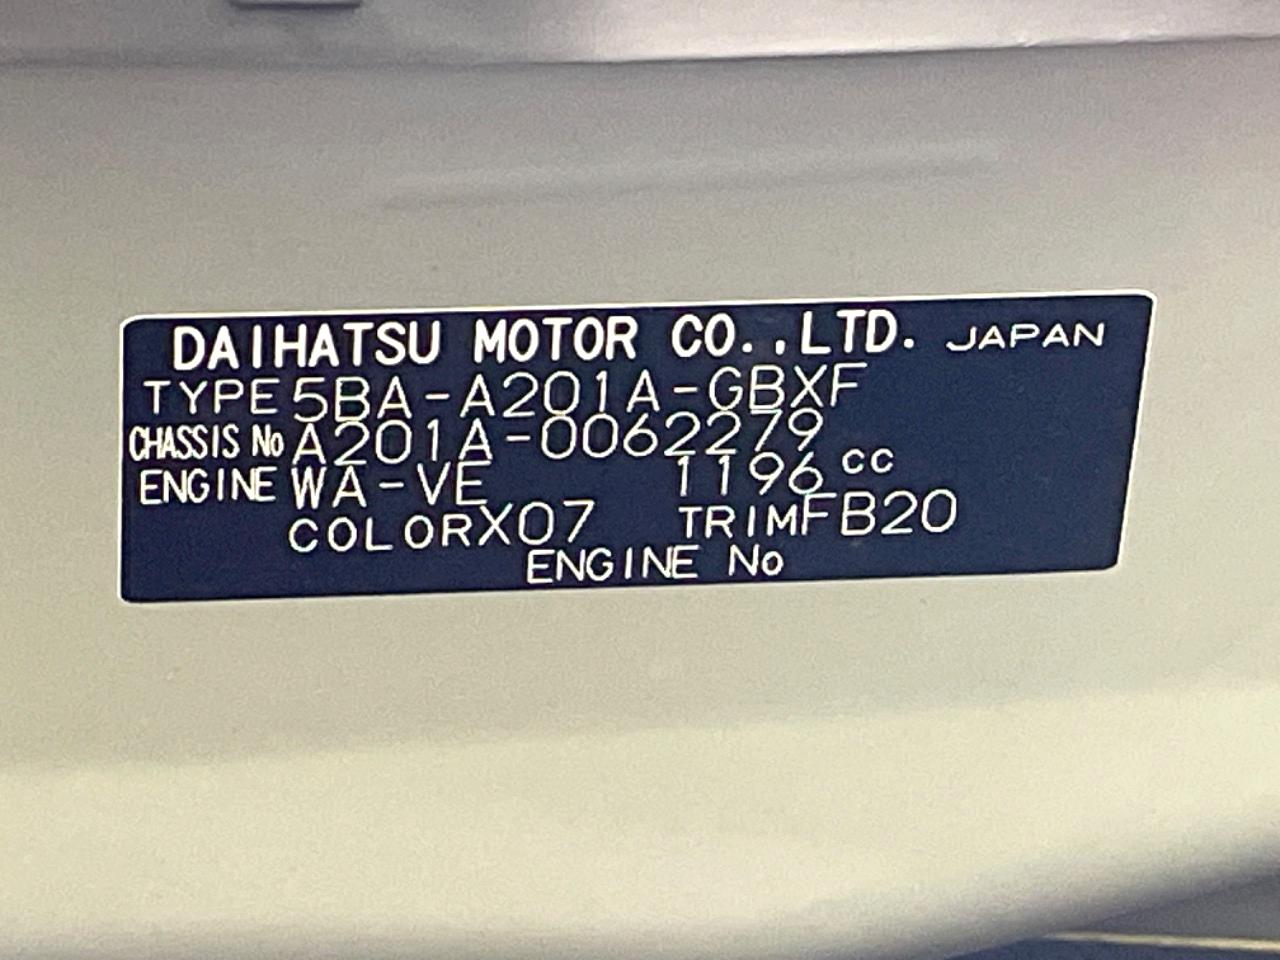 DAIHATSU MOTOR CO.,LTD. JAPAN
TYPE 5BA-A201A-GBXF
CHASSIS No A201A-0062279
ENGINE WA-VE 1196 cc
COLOR X07 TRIM FB20
ENGINE No